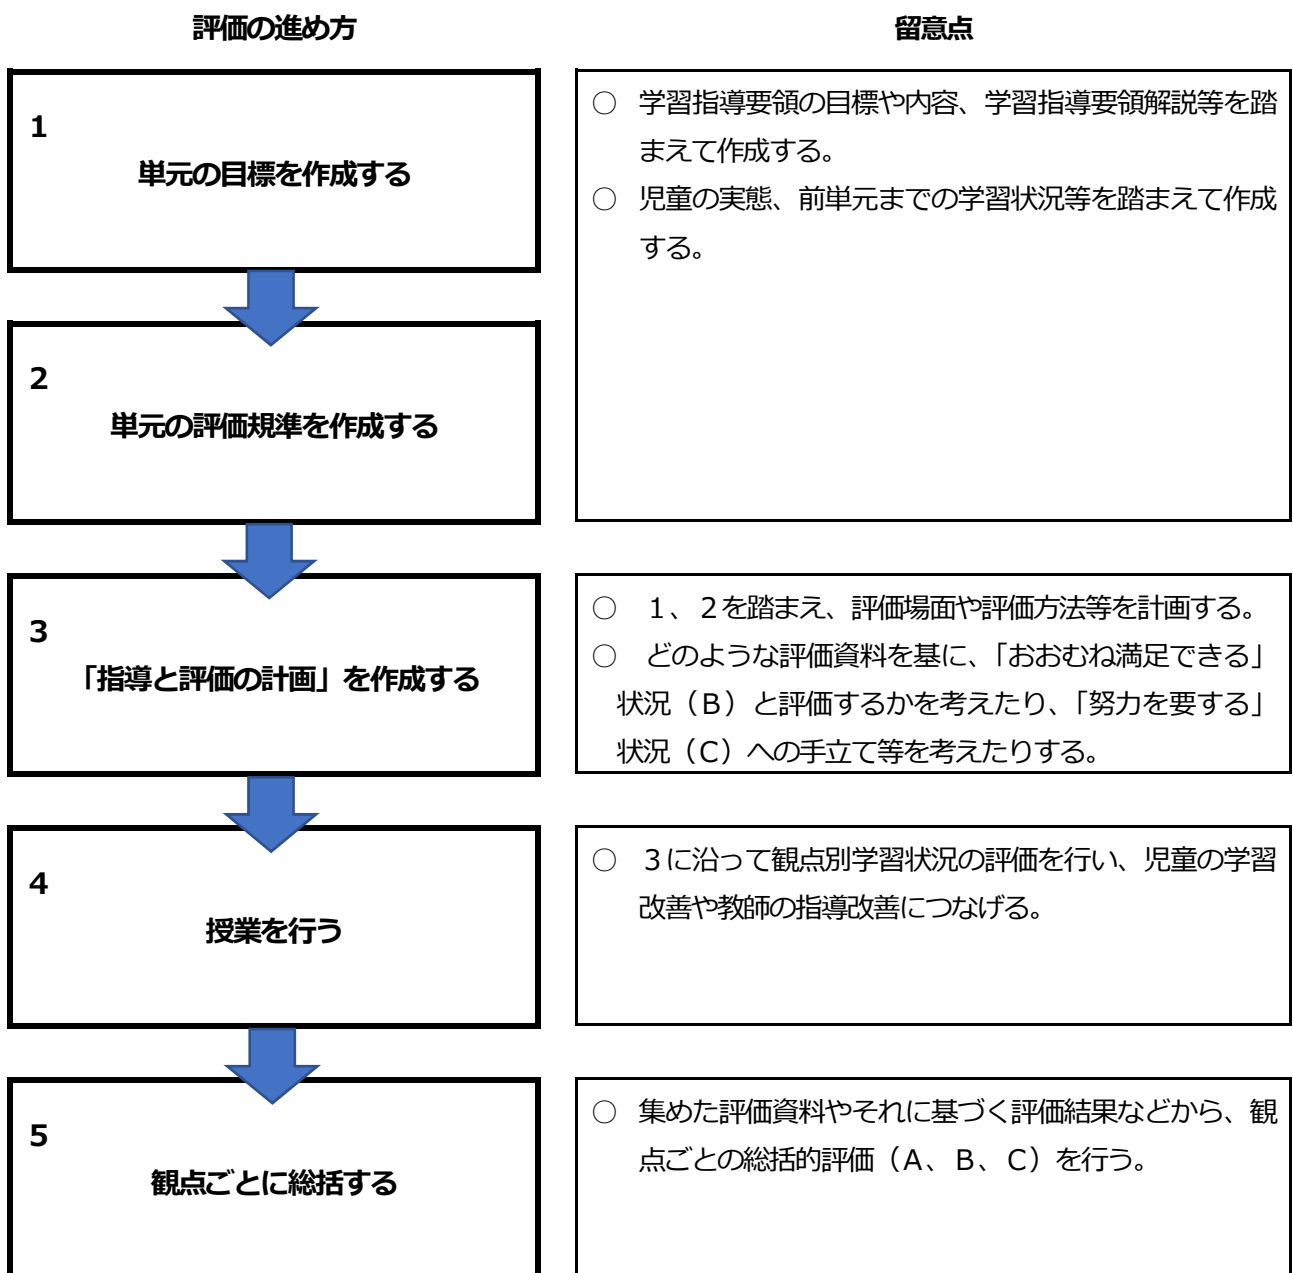 評価の進め方
留意点
1
単元の目標を作成する
○ 学習指導要領の目標や内容、学習指導要領解説等を踏
まえて作成する。
○ 児童の実態、前単元までの学習状況等を踏まえて作成
する。
2
単元の評価規準を作成する
3
「指導と評価の計画」を作成する
○ １、２を踏まえ、評価場面や評価方法等を計画する。
○ どのような評価資料を基に、「おおむね満足できる」
状況（Ｂ）と評価するかを考えたり、「努力を要する」
状況（Ｃ）への手立て等を考えたりする。
4
授業を行う
○ ３に沿って観点別学習状況の評価を行い、児童の学習
改善や教師の指導改善につなげる。
5
観点ごとに総括する
○ 集めた評価資料やそれに基づく評価結果などから、観
点ごとの総括的評価（Ａ、Ｂ、Ｃ）を行う。